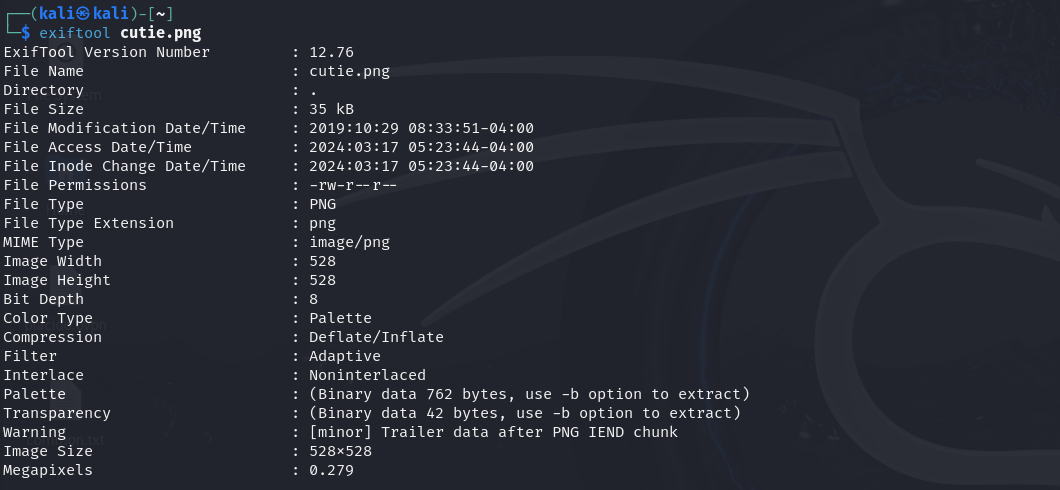 ┌──(kali㉿kali)-[~]
└─$ exiftool cutie.png
ExifTool Version Number         : 12.76
File Name                       : cutie.png
Directory                       : .
File Size                       : 35 kB
File Modification Date/Time     : 2019:10:29 08:33:51-04:00
File Access Date/Time           : 2024:03:17 05:23:44-04:00
File Inode Change Date/Time     : 2024:03:17 05:23:44-04:00
File Permissions                : -rw-r--r--
File Type                       : PNG
File Type Extension             : png
MIME Type                       : image/png
Image Width                     : 528
Image Height                    : 528
Bit Depth                       : 8
Color Type                      : Palette
Compression                     : Deflate/Inflate
Filter                          : Adaptive
Interlace                       : Noninterlaced
Palette                         : (Binary data 762 bytes, use -b option to extract)
Transparency                    : (Binary data 42 bytes, use -b option to extract)
Warning                         : [minor] Trailer data after PNG IEND chunk
Image Size                      : 528×528
Megapixels                      : 0.279